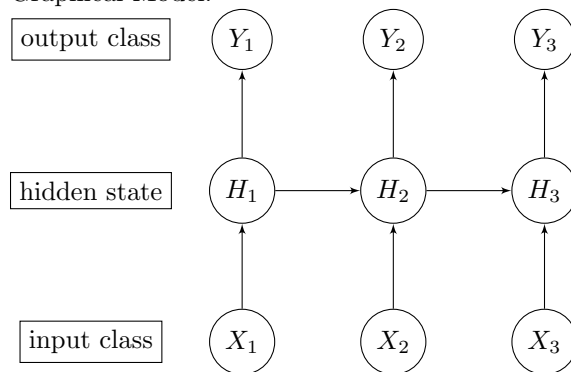 Graphical Model:
output class Y₁ Y₂ Y₃
hidden state H₁ H₂ H₃
input class X₁ X₂ X₃